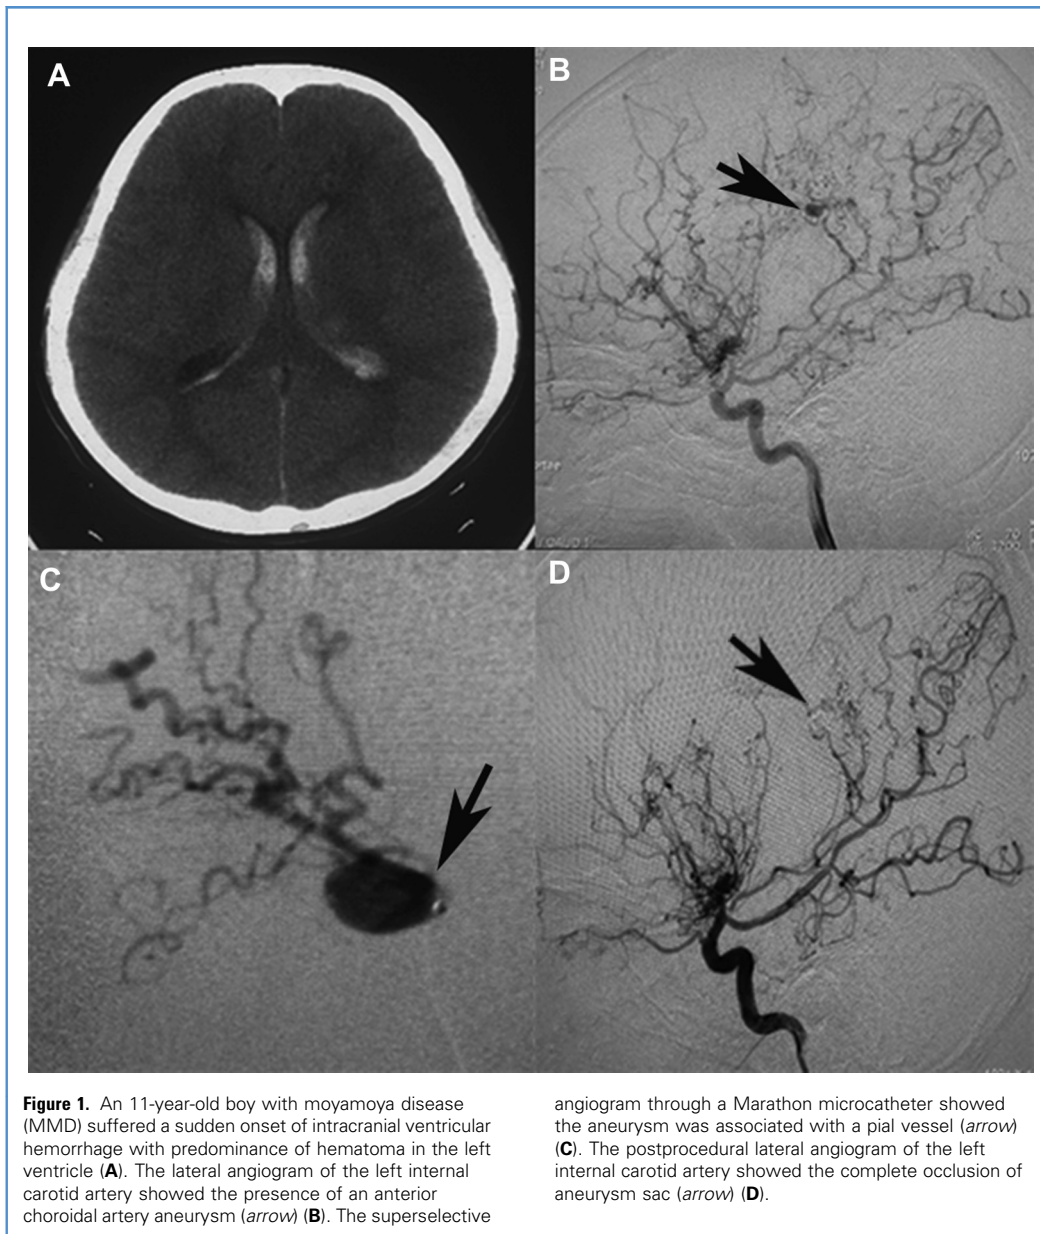 A
B
C
D
Figure 1. An 11-year-old boy with moyamoya disease
(MMD) suffered a sudden onset of intracranial ventricular
hemorrhage with predominance of hematoma in the left
ventricle (A). The lateral angiogram of the left internal
carotid artery showed the presence of an anterior
choroidal artery aneurysm (arrow) (B). The superselective
angiogram through a Marathon microcatheter showed
the aneurysm was associated with a pial vessel (arrow)
(C). The postprocedural lateral angiogram of the left
internal carotid artery showed the complete occlusion of
aneurysm sac (arrow) (D).